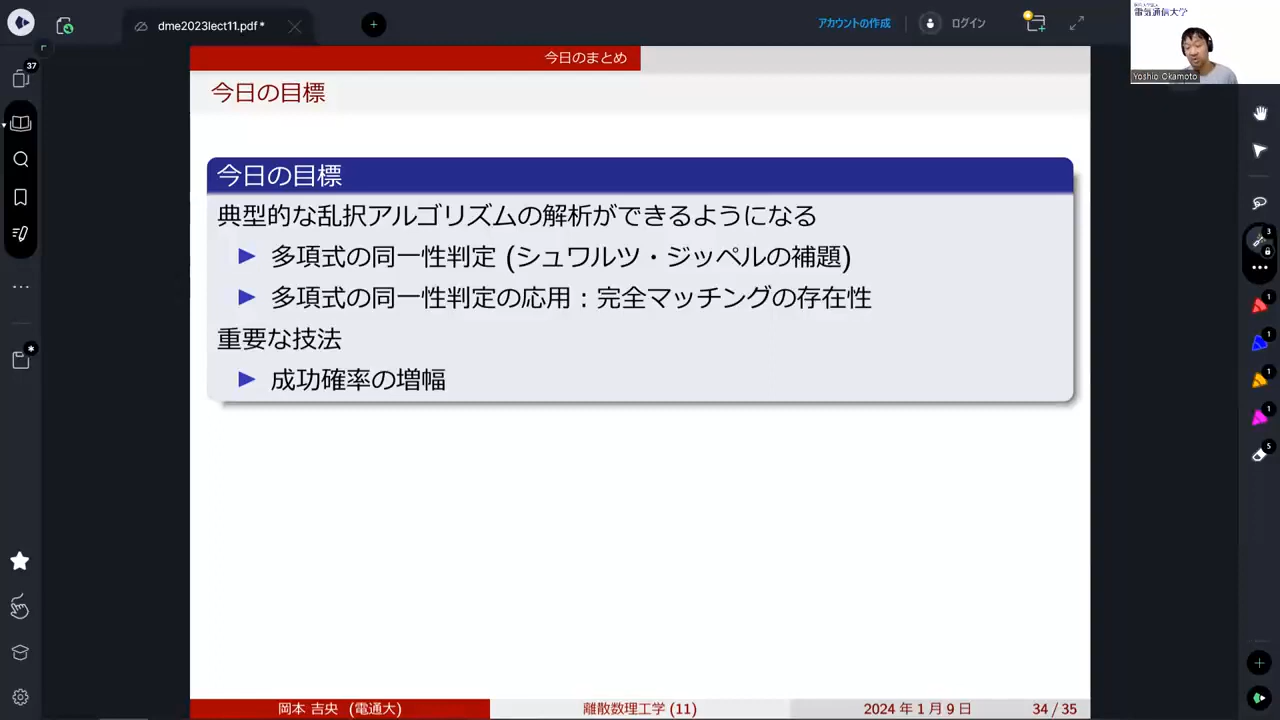 dme2023lect11.pdf *
アカウントの作成
ログイン
電気通信大学
Yoshio Okamoto
37
今日のまとめ
今日の目標
今日の目標
典型的な乱択アルゴリズムの解析ができるようになる
多項式の同一性判定 (シュワルツ・ジッペルの補題)
多項式の同一性判定の応用：完全マッチングの存在性
重要な技法
成功確率の増幅
3
1
1
1
1
5
岡本 吉央 (電通大)
離散数理工学 (11)
2024 年 1 月 9 日
34 / 35